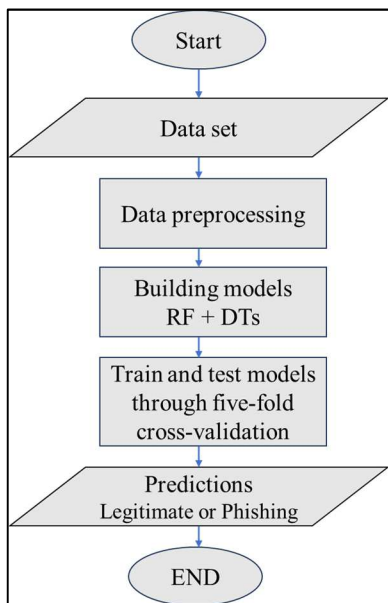 Start
Data set
Data preprocessing
Building models
RF + DTs
Train and test models
through five-fold
cross-validation
Predictions
Legitimate or Phishing
END